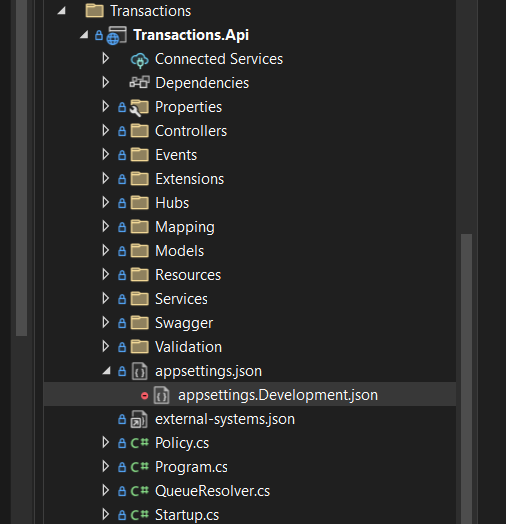 Transactions
Transactions.Api
Connected Services
Dependencies
Properties
Controllers
Events
Extensions
Hubs
Mapping
Models
Resources
Services
Swagger
Validation
appsettings.json
appsettings.Development.json
external-systems.json
C# Policy.cs
C# Program.cs
C# QueueResolver.cs
C# Startup.cs